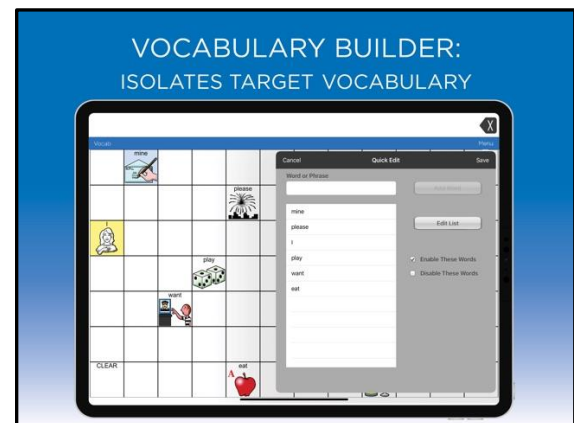 VOCABULARY BUILDER:
ISOLATES TARGET VOCABULARY
X
Vocab Menu
mine
Cancel Quick Edit Save
Word or Phrase
Add Word
please
mine
please
Edit List
I
I
play
play
Enable These Words
want
Disable These Words
eat
want
CLEAR
eat
A